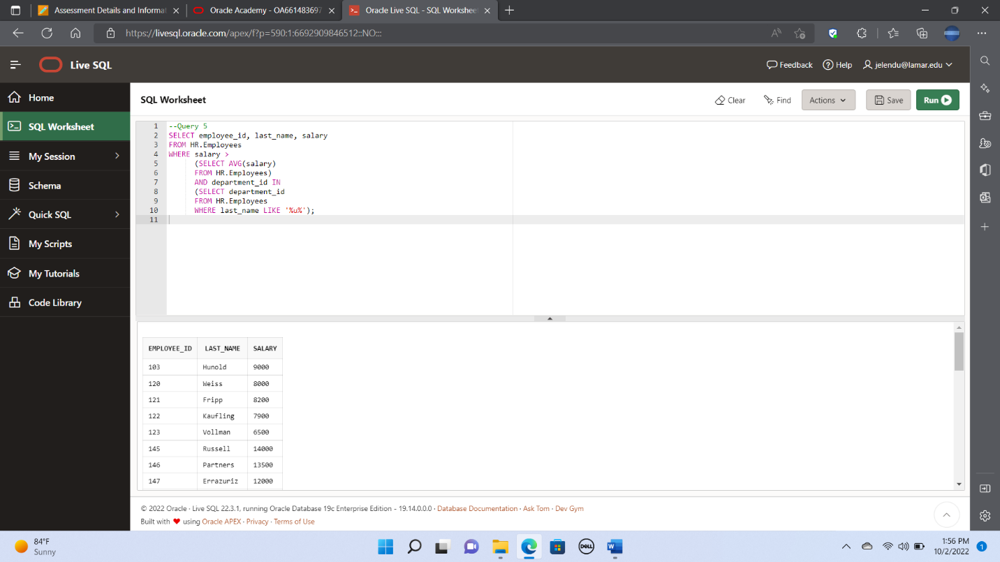 Assessment Details and Informat
Oracle Academy - OA661483697
Oracle Live SQL - SQL Workshee
https://livesql.oracle.com/apex/f?p=590:1:6692909846512::NO:::
Live SQL
Feedback
Help
jelendu@lamar.edu
Home
SQL Worksheet
My Session
Schema
Quick SQL
My Scripts
My Tutorials
Code Library
SQL Worksheet
Clear
Find
Actions
Save
Run
1 --Query 5
2 SELECT employee_id, last_name, salary
3 FROM HR.Employees
4 WHERE salary >
5 (SELECT AVG(salary)
6 FROM HR.Employees)
7 AND department_id IN
8 (SELECT department_id
9 FROM HR.Employees
10 WHERE last_name LIKE '%u%');
11
EMPLOYEE_ID LAST_NAME SALARY
103 Hunold 9000
120 Weiss 8000
121 Fripp 8200
122 Kaufling 7900
123 Vollman 6500
145 Russell 14000
146 Partners 13500
147 Errazuriz 12000
© 2022 Oracle · Live SQL 22.3.1, running Oracle Database 19c Enterprise Edition - 19.14.0.0.0 · Database Documentation · Ask Tom · Dev Gym
Built with ❤ using Oracle APEX · Privacy · Terms of Use
84°F
Sunny
DELL
W
1:56 PM
10/2/2022
1